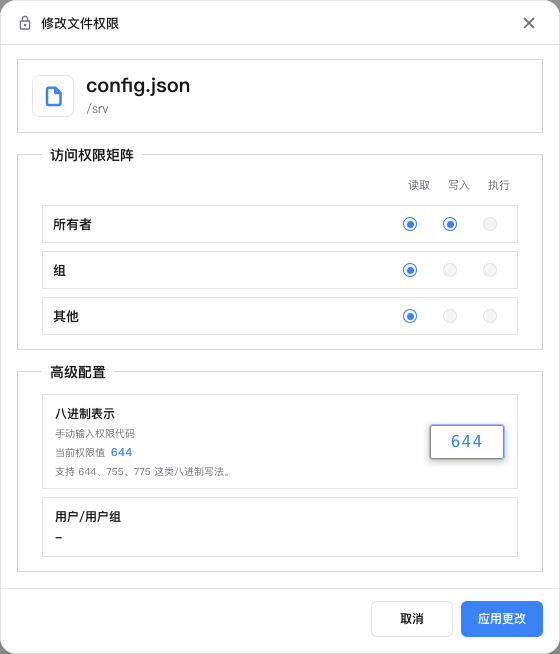 修改文件权限
config.json
/srv
访问权限矩阵
读取 写入 执行
所有者
组
其他
高级配置
八进制表示
手动输入权限代码
当前权限值 644
支持 644、755、775 这类八进制写法。
644
用户/用户组
–
取消 应用更改